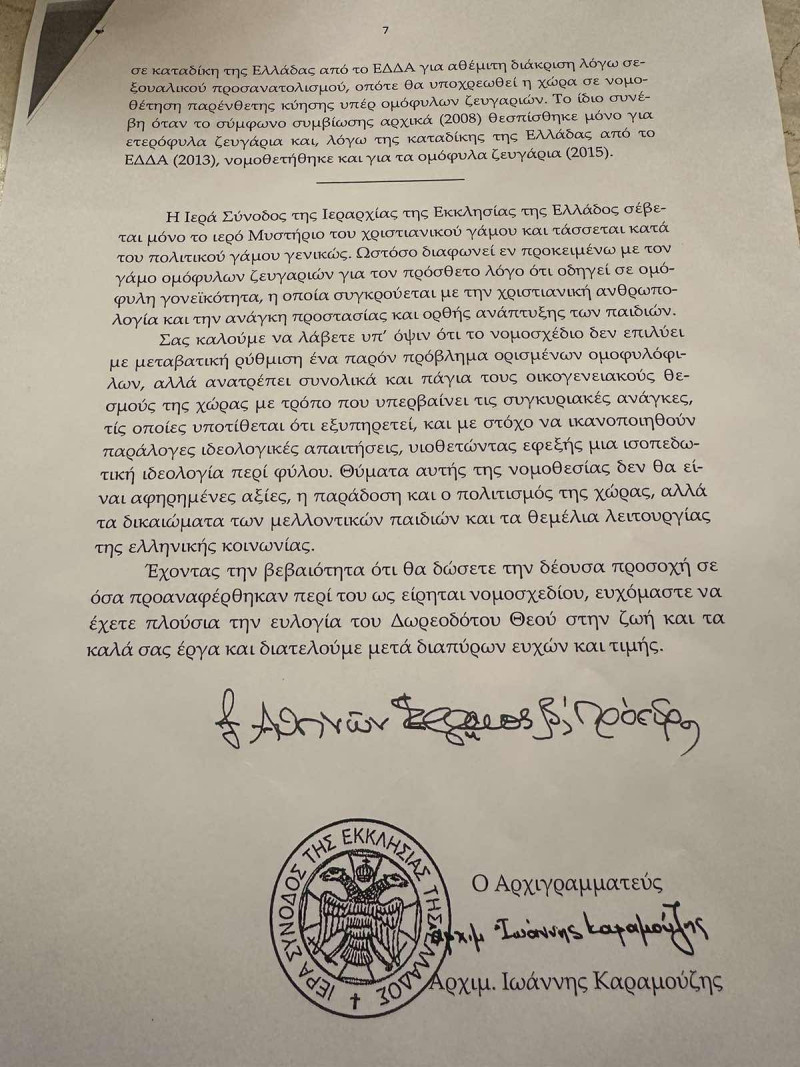 7
σε καταδίκη της Ελλάδας από το ΕΔΔΑ για αθέμιτη διάκριση λόγω σε-
ξουαλικού προσανατολισμού, οπότε θα υποχρεωθεί η χώρα σε νομο-
θέτηση παρένθετης κύησης υπέρ ομόφυλων ζευγαριών. Το ίδιο συνέ-
βη όταν το σύμφωνο συμβίωσης αρχικά (2008) θεσπίσθηκε μόνο για
ετερόφυλα ζευγάρια και, λόγω της καταδίκης της Ελλάδας από το
ΕΔΔΑ (2013), νομοθετήθηκε και για τα ομόφυλα ζευγάρια (2015).
Η Ιερά Σύνοδος της Ιεραρχίας της Εκκλησίας της Ελλάδος σέβε-
ται μόνο το ιερό Μυστήριο του χριστιανικού γάμου και τάσσεται κατά
του πολιτικού γάμου γενικώς. Ωστόσο διαφωνεί εν προκειμένω με τον
γάμο ομόφυλων ζευγαριών για τον πρόσθετο λόγο ότι οδηγεί σε ομό-
φυλη γονεϊκότητα, η οποία συγκρούεται με την χριστιανική ανθρωπο-
λογία και την ανάγκη προστασίας και ορθής ανάπτυξης των παιδιών.
Σας καλούμε να λάβετε υπ’ όψιν ότι το νομοσχέδιο δεν επιλύει
με μεταβατική ρύθμιση ένα παρόν πρόβλημα ορισμένων ομοφυλόφι-
λων, αλλά ανατρέπει συνολικά και πάγια τους οικογενειακούς θε-
σμούς της χώρας με τρόπο που υπερβαίνει τις συγκυριακές ανάγκες,
τίς οποίες υποτίθεται ότι εξυπηρετεί, και με στόχο να ικανοποιηθούν
παράλογες ιδεολογικές απαιτήσεις, υιοθετώντας εφεξής μια ισοπεδω-
τική ιδεολογία περί φύλου. Θύματα αυτής της νομοθεσίας δεν θα εί-
ναι αφηρημένες αξίες, η παράδοση και ο πολιτισμός της χώρας, αλλά
τα δικαιώματα των μελλοντικών παιδιών και τα θεμέλια λειτουργίας
της ελληνικής κοινωνίας.
Έχοντας την βεβαιότητα ότι θα δώσετε την δέουσα προσοχή σε
όσα προαναφέρθηκαν περί του ως είρηται νομοσχεδίου, ευχόμαστε να
έχετε πλούσια την ευλογία του Δωρεοδότου Θεού στην ζωή και τα
καλά σας έργα και διατελούμε μετά διαπύρων ευχών και τιμής.
Ἀθηνῶν Β΄, Πρόεδρος
ΙΕΡΑ ΣΥΝΟΔΟΣ ΤΗΣ ΕΚΚΛΗΣΙΑΣ ΤΗΣ ΕΛΛΑΔΟΣ
Ο Αρχιγραμματεύς
Ἀρχιμ. Ἰωάννης Καραμούζης
Αρχιμ. Ιωάννης Καραμούζης